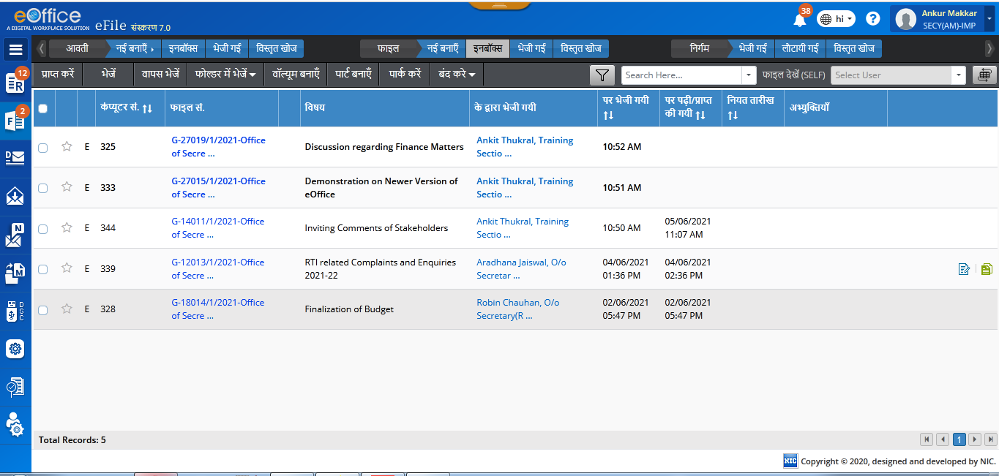 eOffice
A DIGITAL WORKPLACE SOLUTION
eFile संस्करण 7.0
38
hi
?
Ankur Makkar
SECY(AM)-IMP
आवती
नई बनाएँ
इनबॉक्स
भेजी गई
विस्तृत खोज
फाइल
नई बनाएँ
इनबॉक्स
भेजी गई
विस्तृत खोज
निर्गम
भेजी गई
लौटायी गई
विस्तृत खोज
12
R
2
F
D
N
M
DSC
प्राप्त करें
भेजें
वापस भेजें
फोल्डर में भेजें
वॉल्यूम बनाएँ
पार्ट बनाएँ
पार्क करें
बंद करे
Search Here...
फाइल देखें (SELF)
Select User
कंप्यूटर सं.
फाइल सं.
विषय
के द्वारा भेजी गयी
पर भेजी गयी
पर पढ़ी/प्राप्त
की गयी
नियत तारीख
अभ्युक्तियाँ
E 325
G-27019/1/2021-Office
of Secre ...
Discussion regarding Finance Matters
Ankit Thukral, Training
Sectio ...
10:52 AM
E 333
G-27015/1/2021-Office
of Secre ...
Demonstration on Newer Version of
eOffice
Ankit Thukral, Training
Sectio ...
10:51 AM
E 344
G-14011/1/2021-Office
of Secre ...
Inviting Comments of Stakeholders
Ankit Thukral, Training
Sectio ...
10:50 AM
05/06/2021
11:07 AM
E 339
G-12013/1/2021-Office
of Secre ...
RTI related Complaints and Enquiries
2021-22
Aradhana Jaiswal, O/o
Secretar ...
04/06/2021
01:36 PM
04/06/2021
02:36 PM
E 328
G-18014/1/2021-Office
of Secre ...
Finalization of Budget
Robin Chauhan, O/o
Secretary(R ...
02/06/2021
05:47 PM
02/06/2021
05:47 PM
Total Records: 5
1
NIC Copyright © 2020, designed and developed by NIC.